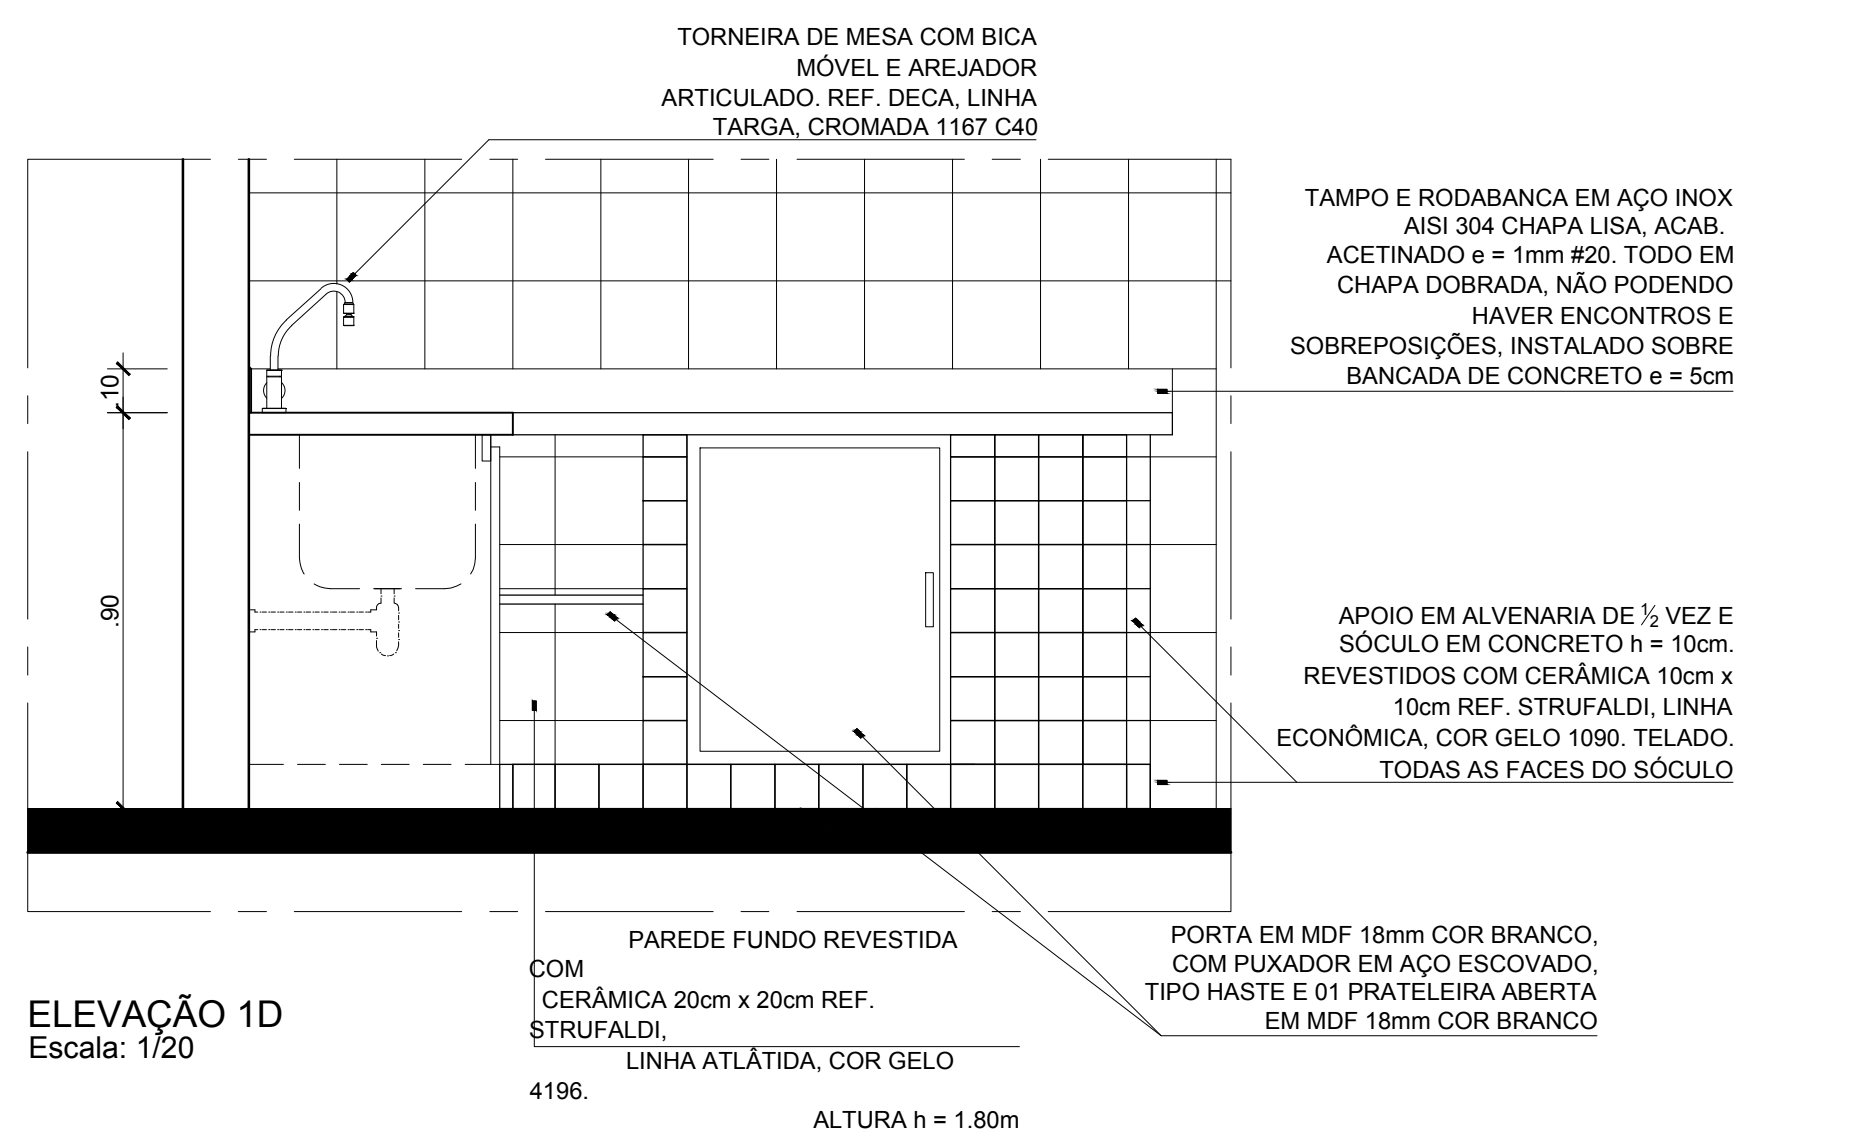 TORNEIRA DE MESA COM BICA
MÓVEL E AREJADOR
ARTICULADO. REF. DECA, LINHA
TARGA, CROMADA 1167 C40
TAMPO E RODABANCA EM AÇO INOX
AISI 304 CHAPA LISA, ACAB.
ACETINADO e = 1mm #20. TODO EM
CHAPA DOBRADA, NÃO PODENDO
HAVER ENCONTROS E
SOBREPOSIÇÕES, INSTALADO SOBRE
BANCADA DE CONCRETO e = 5cm
10
.90
APOIO EM ALVENARIA DE ½ VEZ E
SÓCULO EM CONCRETO h = 10cm.
REVESTIDOS COM CERÂMICA 10cm x
10cm REF. STRUFALDI, LINHA
ECONÔMICA, COR GELO 1090. TELADO.
TODAS AS FACES DO SÓCULO
PAREDE FUNDO REVESTIDA
COM
CERÂMICA 20cm x 20cm REF.
STRUFALDI,
LINHA ATLÂTIDA, COR GELO
4196.
ALTURA h = 1.80m
PORTA EM MDF 18mm COR BRANCO,
COM PUXADOR EM AÇO ESCOVADO,
TIPO HASTE E 01 PRATELEIRA ABERTA
EM MDF 18mm COR BRANCO
ELEVAÇÃO 1D
Escala: 1/20